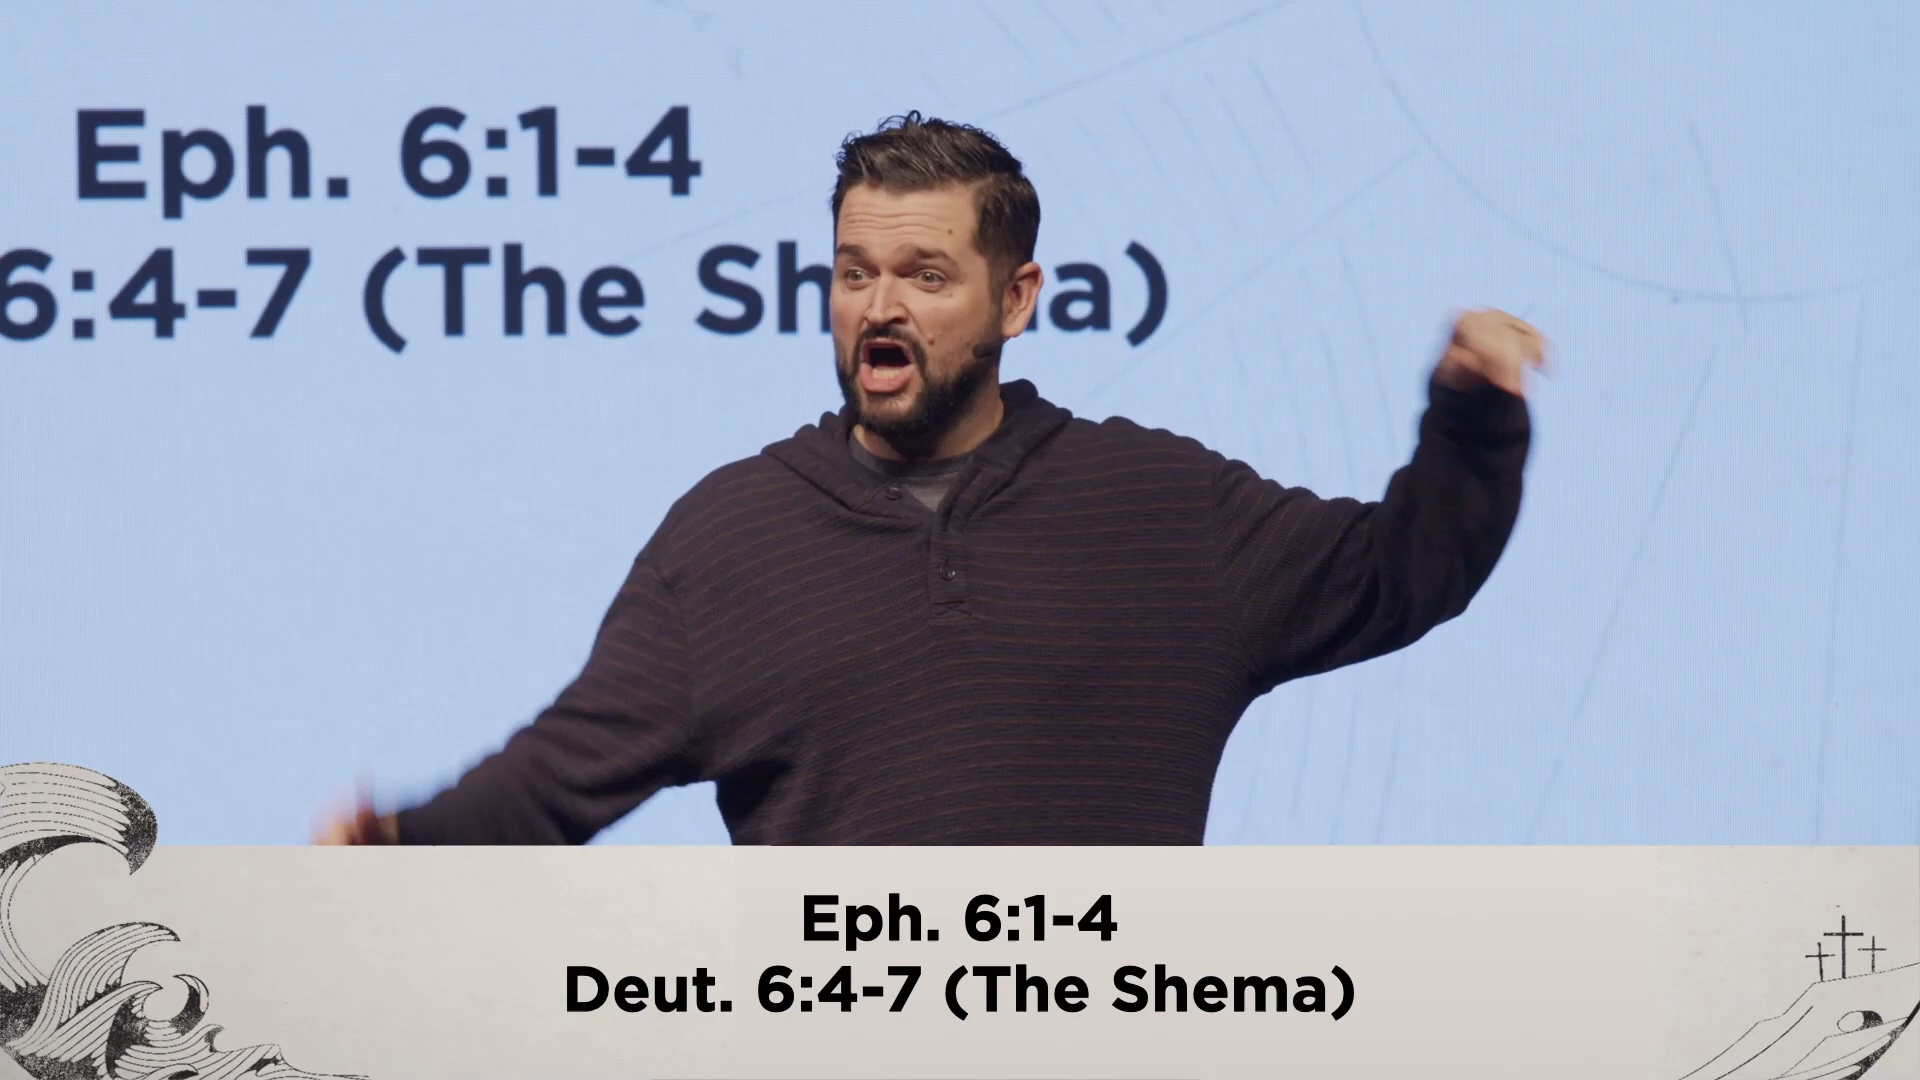 Eph. 6:1-4
6:4-7 (The Sh a)
Eph. 6:1-4
Deut. 6:4-7 (The Shema)